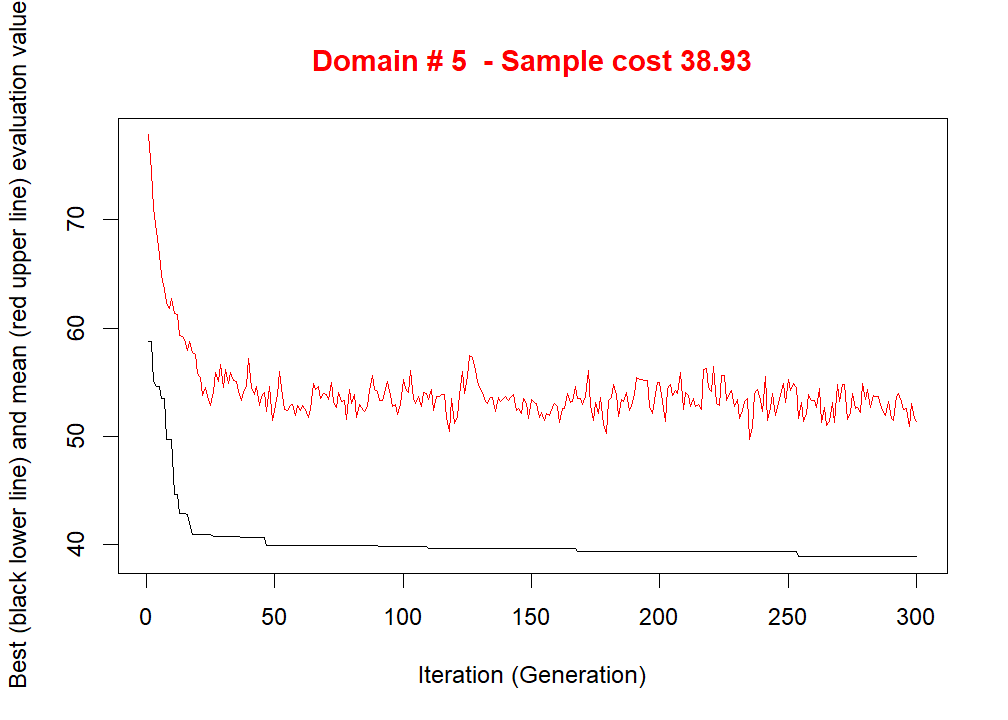 Domain # 5  - Sample cost 38.93
Best (black lower line) and mean (red upper line) evaluation value
70
60
50
40
0 50 100 150 200 250 300
Iteration (Generation)